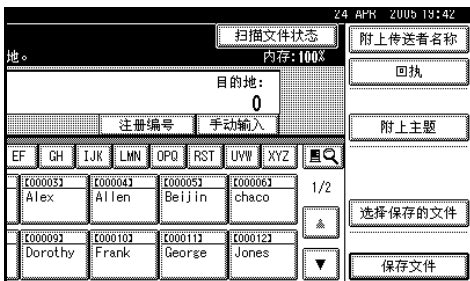 24 APR 2005 19:42
扫描文件状态
附上传送者名称
地。
内存:100%
回执
目的地:
0
注册编号
手动输入
附上主题
EF GH IJK LMN OPQ RST UVW XYZ
[00003] [00004] [00005] [00006]
Alex Allen Beijin chaco
1/2
选择保存的文件
[00009] [00010] [00011] [00012]
Dorothy Frank George Jones
保存文件